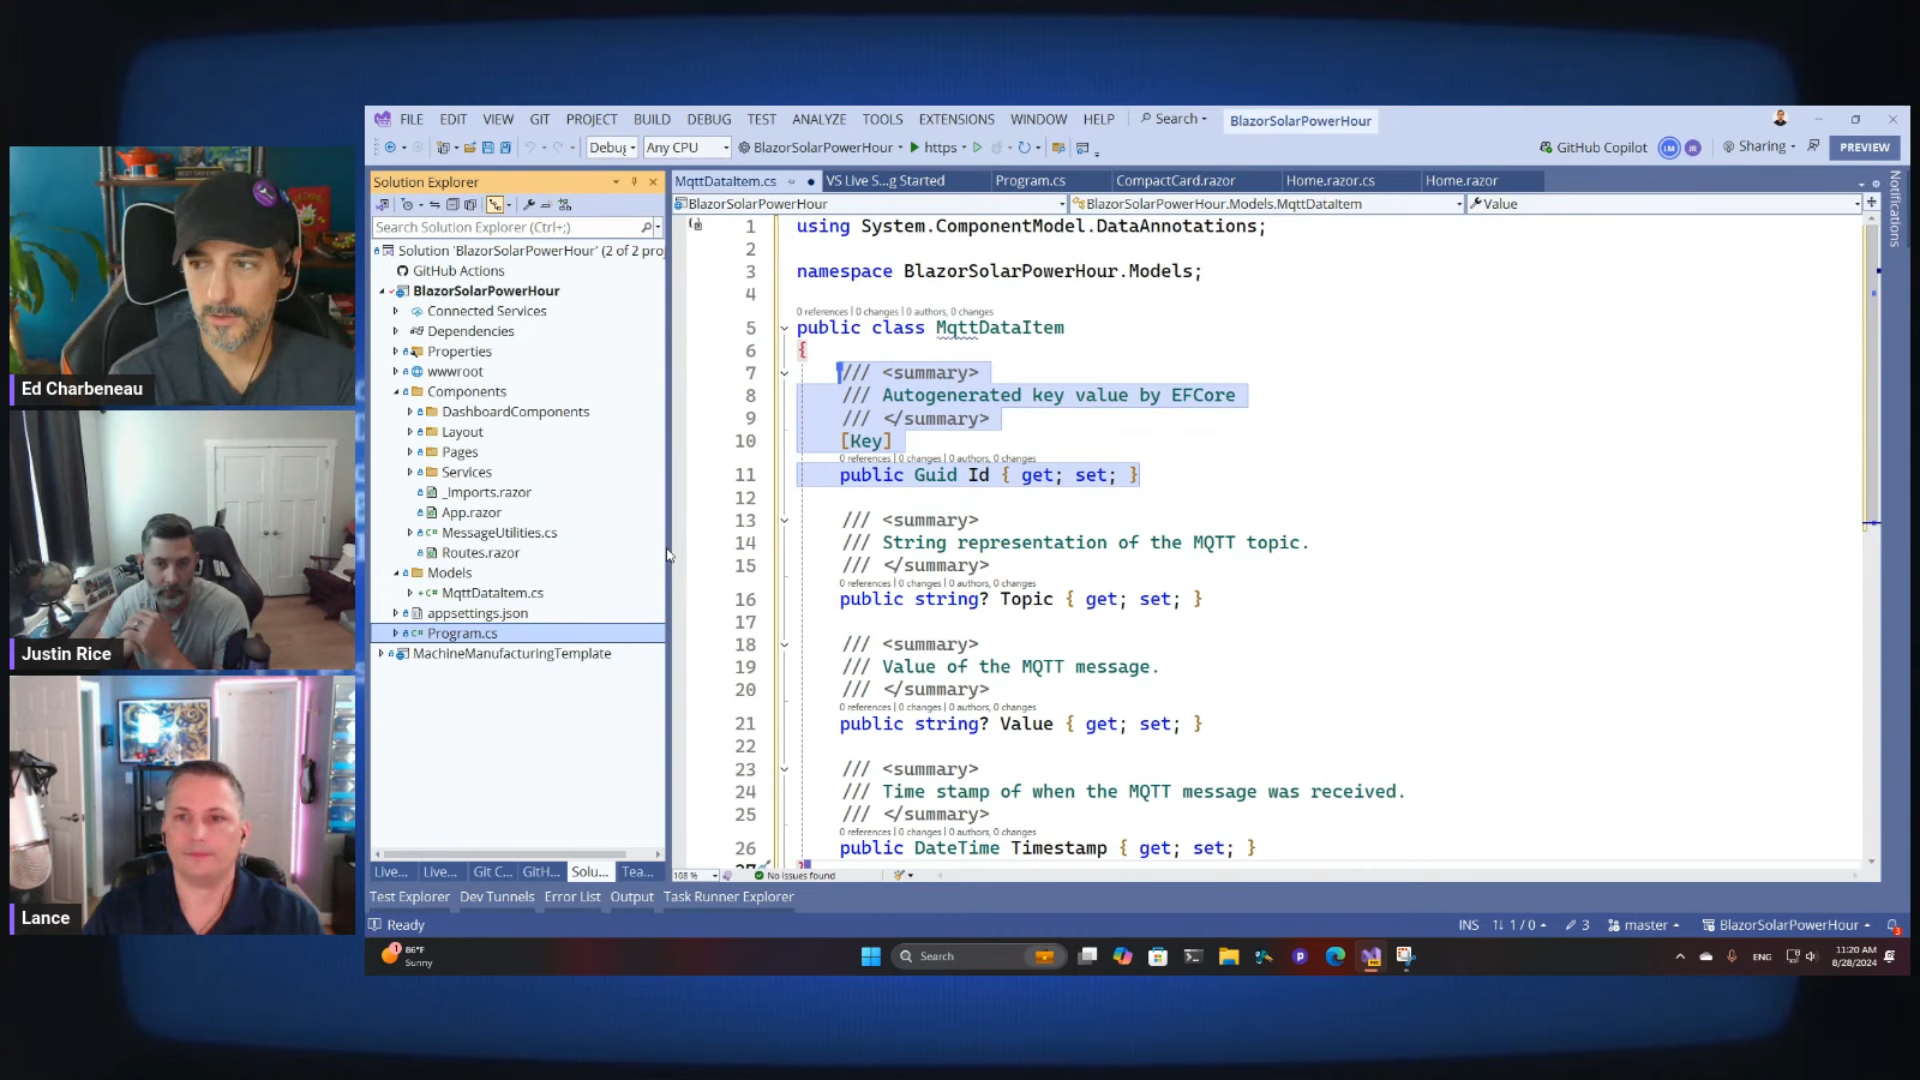 FILE EDIT VIEW GIT PROJECT BUILD DEBUG TEST ANALYZE TOOLS EXTENSIONS WINDOW HELP Search BlazorSolarPowerHour
Debug Any CPU BlazorSolarPowerHour https GitHub Copilot LM JR Sharing PREVIEW
Solution Explorer
Search Solution Explorer (Ctrl+;)
Solution 'BlazorSolarPowerHour' (2 of 2 proj
GitHub Actions
BlazorSolarPowerHour
Connected Services
Dependencies
Properties
wwwroot
Components
DashboardComponents
Layout
Pages
Services
_Imports.razor
App.razor
MessageUtilities.cs
Routes.razor
Models
MqttDataItem.cs
appsettings.json
Program.cs
MachineManufacturingTemplate
Live... Live... Git C... GitH... Solu... Tea...
MqttDataItem.cs VS Live S...g Started Program.cs CompactCard.razor Home.razor.cs Home.razor
BlazorSolarPowerHour BlazorSolarPowerHour.Models.MqttDataItem Value
1 using System.ComponentModel.DataAnnotations;
2
3 namespace BlazorSolarPowerHour.Models;
4
0 references | 0 changes | 0 authors, 0 changes
5 public class MqttDataItem
6 {
7 /// <summary>
8 /// Autogenerated key value by EFCore
9 /// </summary>
10 [Key]
0 references | 0 changes | 0 authors, 0 changes
11 public Guid Id { get; set; }
12
13 /// <summary>
14 /// String representation of the MQTT topic.
15 /// </summary>
0 references | 0 changes | 0 authors, 0 changes
16 public string? Topic { get; set; }
17
18 /// <summary>
19 /// Value of the MQTT message.
20 /// </summary>
0 references | 0 changes | 0 authors, 0 changes
21 public string? Value { get; set; }
22
23 /// <summary>
24 /// Time stamp of when the MQTT message was received.
25 /// </summary>
0 references | 0 changes | 0 authors, 0 changes
26 public DateTime Timestamp { get; set; }
27 }
108 % No issues found
Notifications
Test Explorer Dev Tunnels Error List Output Task Runner Explorer
Ready INS 1 / 0 3 master BlazorSolarPowerHour 3
1 86°F
Sunny
Search
ENG
11:20 AM
8/28/2024
Ed Charbeneau
Justin Rice
Lance